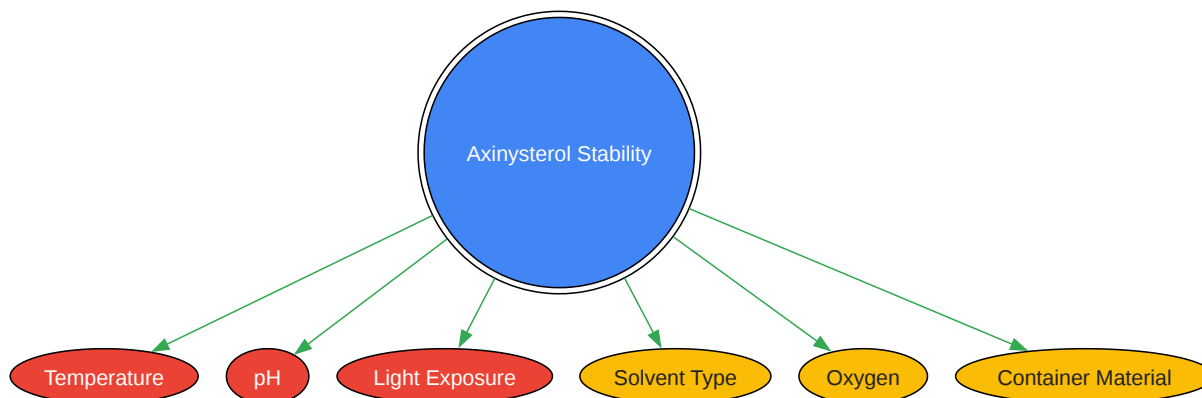 Axinysterol Stability
Temperature
pH
Light Exposure
Solvent Type
Oxygen
Container Material